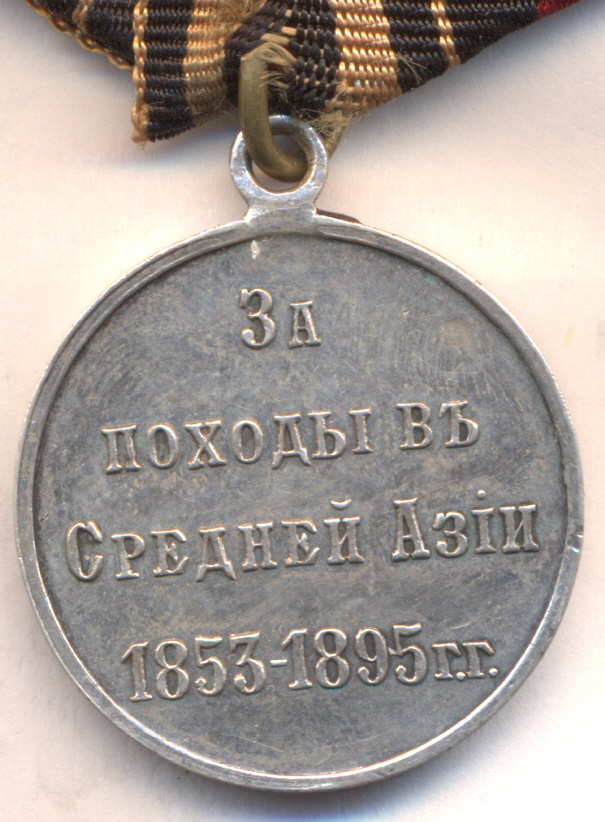 За
походы въ
Средней Азіи
1853-1895 г.г.